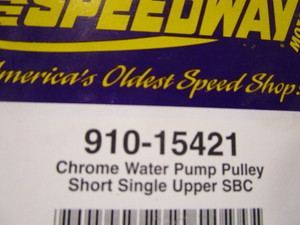 SPEEDWAY
America's Oldest Speed Shop!
910-15421
Chrome Water Pump Pulley
Short Single Upper SBC